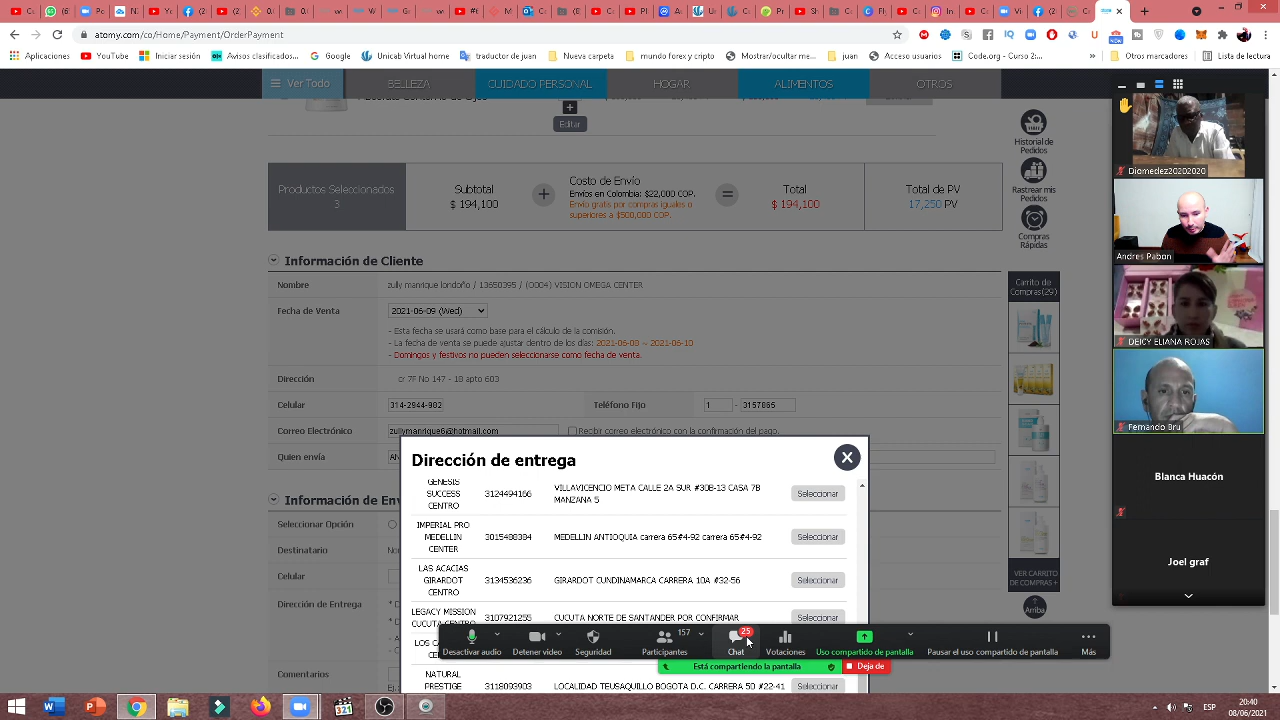 atomy.com/co/Home/Payment/OrderPayment
Aplicaciones
YouTube
Iniciar sesión
Avisos clasificados...
Google
Unicab Virtual home
traductor de juan
Nueva carpeta
mundo forex y cripto
Mostrar/ocultar me...
juan
Acceso usuarios
Code.org - Curso 2:...
»
Otros marcadores
Lista de lectura
Ver Todo
BELLEZA
CUIDADO PERSONAL
HOGAR
ALIMENTOS
OTROS
Editar
Historial de
Pedidos
Rastrear mis
Pedidos
Compras
Rápidas
Productos Seleccionados
3
Subtotal
$ 194,100
Costo de Envío
Envíos en Colombia: $22,000 COP.
Envío gratis por compras iguales o
superiores a $500,000 COP.
Total
$ 194,100
Total de PV
17,250 PV
Información de Cliente
Nombre
Fecha de Venta
2021-06-09 (Wed)
- Esta fecha se usará como base para el cálculo de la comisión.
- La fecha de venta se puede ajustar dentro de los días: 2021-06-08 ~ 2021-06-10
- Domingos y festivos no pueden seleccionarse como fecha de venta.
Dirección
cr 7F No 147 - 10 apto 603
Celular
314-2944-982
Teléfono Fijo
1 - 3157865
Correo Electrónico
zullymanrique6@hotmail.com
Recibir correo electrónico con la confirmación del pago.
Quien envía
AN
Información de Env
Seleccionar Opción
Destinatario
No
Celular
Dirección de Entrega
Comentarios
Ej.
Carrito de
Compras(29)
VER CARRITO
DE COMPRAS +
Arriba
Dirección de entrega
GENESIS
SUCCESS
CENTRO
3124494166
VILLAVICENCIO META CALLE 2A SUR #30B-13 CASA 7B
MANZANA 5
Seleccionar
IMPERIAL PRO
MEDELLIN
CENTER
3015488384
MEDELLIN ANTIOQUIA carrera 65#4-92 carrera 65#4-92
Seleccionar
LAS ACACIAS
GIRARDOT
CENTRO
3132536236
GIRARDOT CUNDINAMARCA CARRERA 10A #32-56
Seleccionar
LEGACY MISSION
CUCUTA CENTRO
3107921255
CUCUTA NORTE DE SANTANDER POR CONFIRMAR
Seleccionar
NATURAL
PRESTIGE
3118093903
LOCALIDAD TEUSAQUILLO BOGOTA D.C. CARRERA 50 #22-41
Seleccionar
Desactivar audio
Detener video
Seguridad
157
Participantes
25
Chat
Votaciones
Uso compartido de pantalla
Pausar el uso compartido de pantalla
Más
Está compartiendo la pantalla
Deja de
Diomedez20202020
Andres Pabon
DEICY ELIANA ROJAS
Fernando Bru
Blanca Huacón
Joel graf
ESP
20:40
08/06/2021